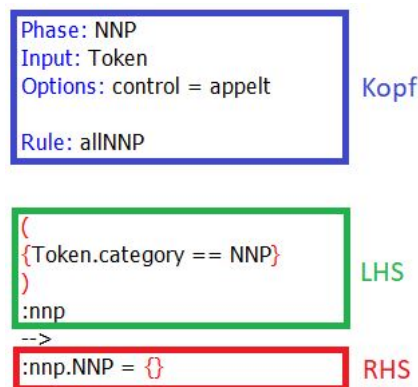 Phase: NNP
Input: Token
Options: control = appelt
Kopf
Rule: allNNP
(
{Token.category == NNP}
)
LHS
:nnp
-->
:nnp.NNP = {}
RHS